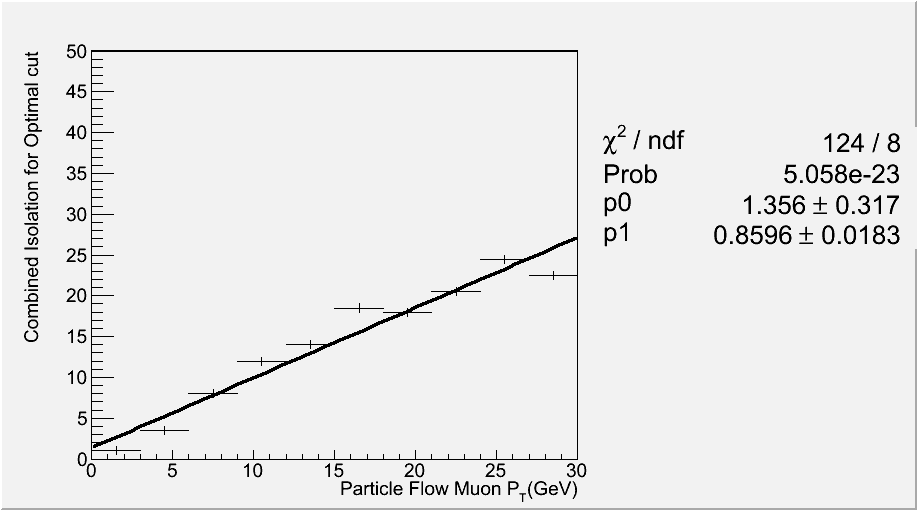 Combined Isolation for Optimal cut
50
45
40
35
30
25
20
15
10
5
0
0 5 10 15 20 25 30
Particle Flow Muon P_T(GeV)
χ² / ndf 124 / 8
Prob 5.058e-23
p0 1.356 ± 0.317
p1 0.8596 ± 0.0183